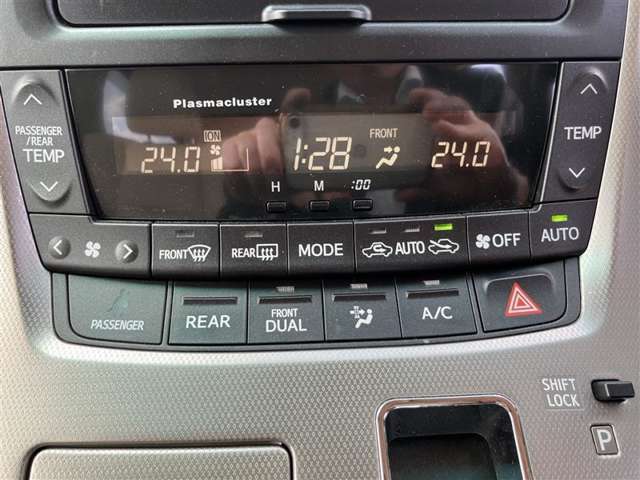 Plasmacluster
PASSENGER
/REAR
TEMP
ION
24.0
1:28
FRONT
24.0
TEMP
H
M
:00
FRONT
REAR
MODE
AUTO
OFF
AUTO
PASSENGER
REAR
FRONT
DUAL
A/C
SHIFT
LOCK
P